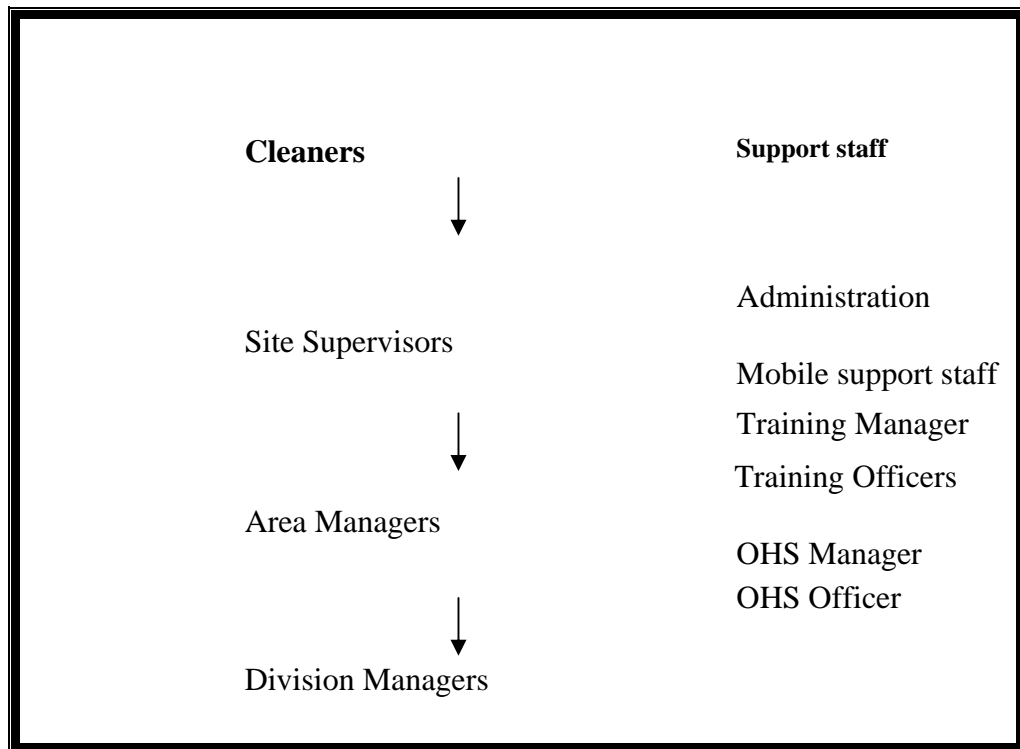 Cleaners
Site Supervisors
Area Managers
Division Managers
Support staff
Administration
Mobile support staff
Training Manager
Training Officers
OHS Manager
OHS Officer